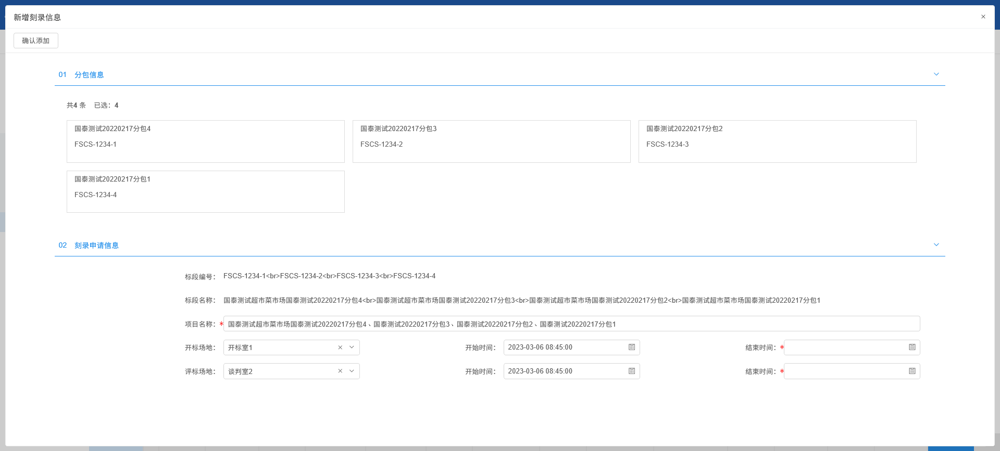 新增刻录信息
确认添加
01 分包信息
共4 条 已选：4
国泰测试20220217分包4
FSCS-1234-1
国泰测试20220217分包3
FSCS-1234-2
国泰测试20220217分包2
FSCS-1234-3
国泰测试20220217分包1
FSCS-1234-4
02 刻录申请信息
标段编号： FSCS-1234-1<br>FSCS-1234-2<br>FSCS-1234-3<br>FSCS-1234-4
标段名称： 国泰测试超市菜市场国泰测试20220217分包4<br>国泰测试超市菜市场国泰测试20220217分包3<br>国泰测试超市菜市场国泰测试20220217分包2<br>国泰测试超市菜市场国泰测试20220217分包1
项目名称：* 国泰测试超市菜市场国泰测试20220217分包4、国泰测试20220217分包3、国泰测试20220217分包2、国泰测试20220217分包1
开标场地： 开标室1 开始时间： 2023-03-06 08:45:00 结束时间：*
评标场地： 谈判室2 开始时间： 2023-03-06 08:45:00 结束时间：*